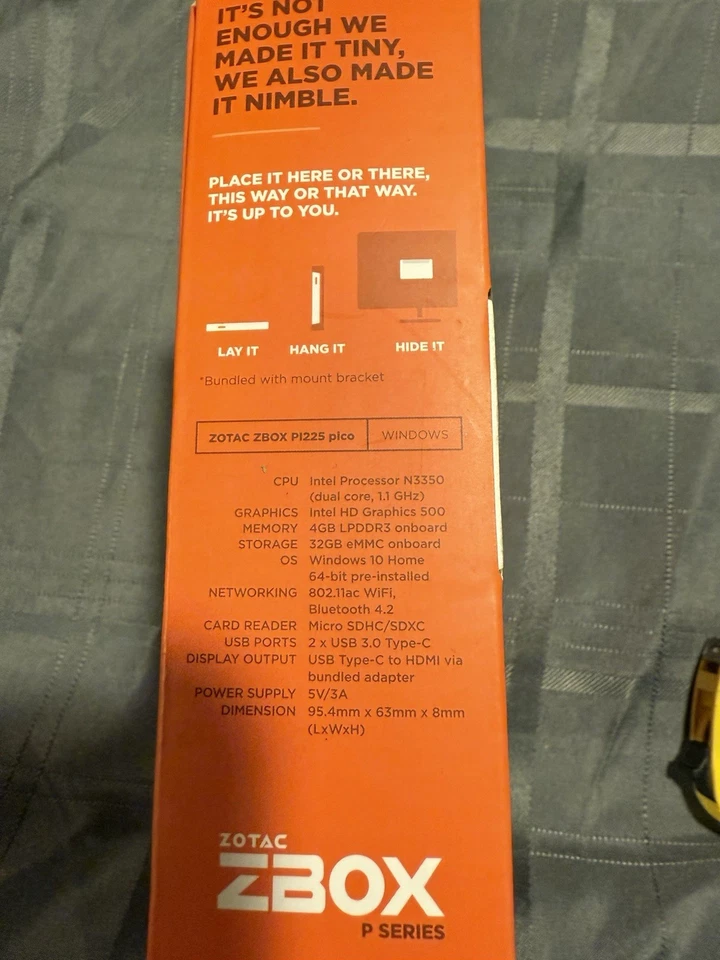 IT'S NOT
ENOUGH WE
MADE IT TINY,
WE ALSO MADE
IT NIMBLE.
PLACE IT HERE OR THERE,
THIS WAY OR THAT WAY.
IT'S UP TO YOU.
LAY IT HANG IT HIDE IT
*Bundled with mount bracket
ZOTAC ZBOX PI225 pico WINDOWS
CPU Intel Processor N3350
(dual core, 1.1 GHz)
GRAPHICS Intel HD Graphics 500
MEMORY 4GB LPDDR3 onboard
STORAGE 32GB eMMC onboard
OS Windows 10 Home
64-bit pre-installed
NETWORKING 802.11ac WiFi,
Bluetooth 4.2
CARD READER Micro SDHC/SDXC
USB PORTS 2 x USB 3.0 Type-C
DISPLAY OUTPUT USB Type-C to HDMI via
bundled adapter
POWER SUPPLY 5V/3A
DIMENSION 95.4mm x 63mm x 8mm
(LxWxH)
ZOTAC
ZBOX
P SERIES